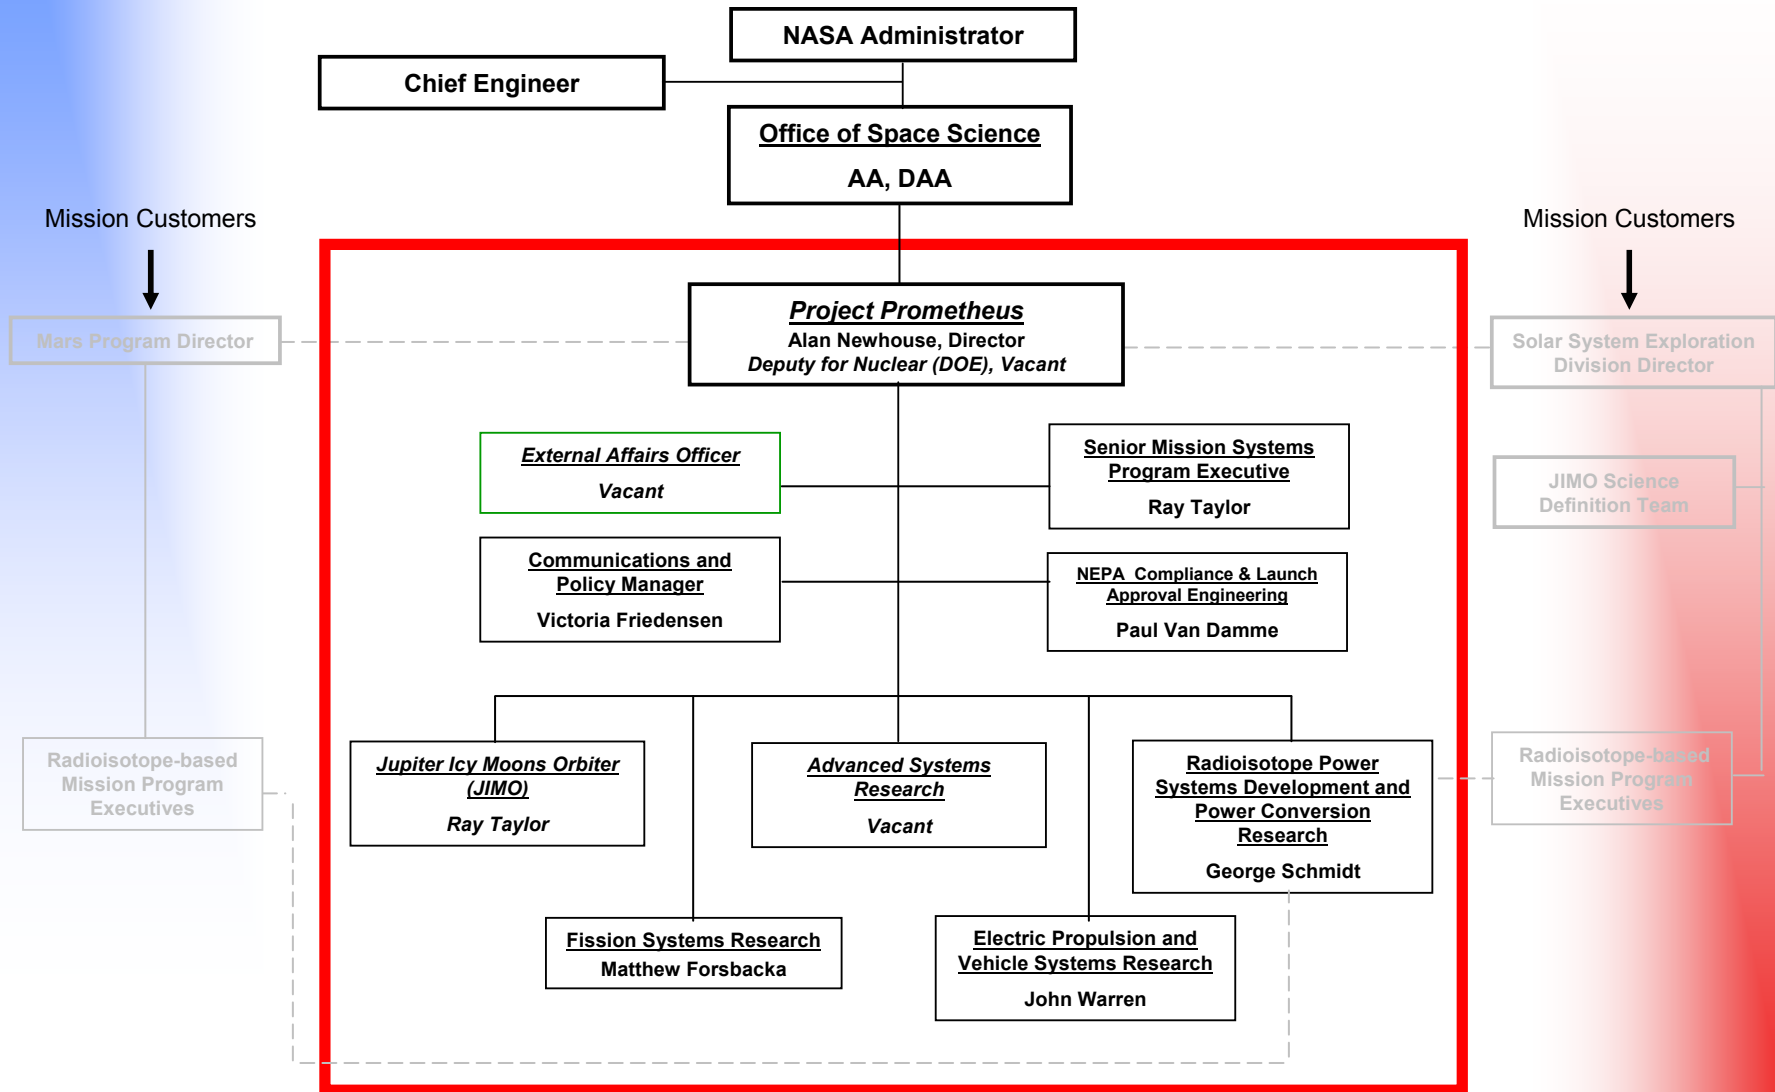 NASA Administrator
Chief Engineer
Office of Space Science
AA, DAA
Mission Customers
Mission Customers
Project Prometheus
Alan Newhouse, Director
Deputy for Nuclear (DOE), Vacant
Mars Program Director
Solar System Exploration
Division Director
External Affairs Officer
Vacant
Senior Mission Systems
Program Executive
Ray Taylor
JIMO Science
Definition Team
Communications and
Policy Manager
Victoria Friedensen
NEPA  Compliance & Launch
Approval Engineering
Paul Van Damme
Radioisotope-based
Mission Program
Executives
Jupiter Icy Moons Orbiter
(JIMO)
Ray Taylor
Advanced Systems
Research
Vacant
Radioisotope Power
Systems Development and
Power Conversion
Research
George Schmidt
Radioisotope-based
Mission Program
Executives
Fission Systems Research
Matthew Forsbacka
Electric Propulsion and
Vehicle Systems Research
John Warren